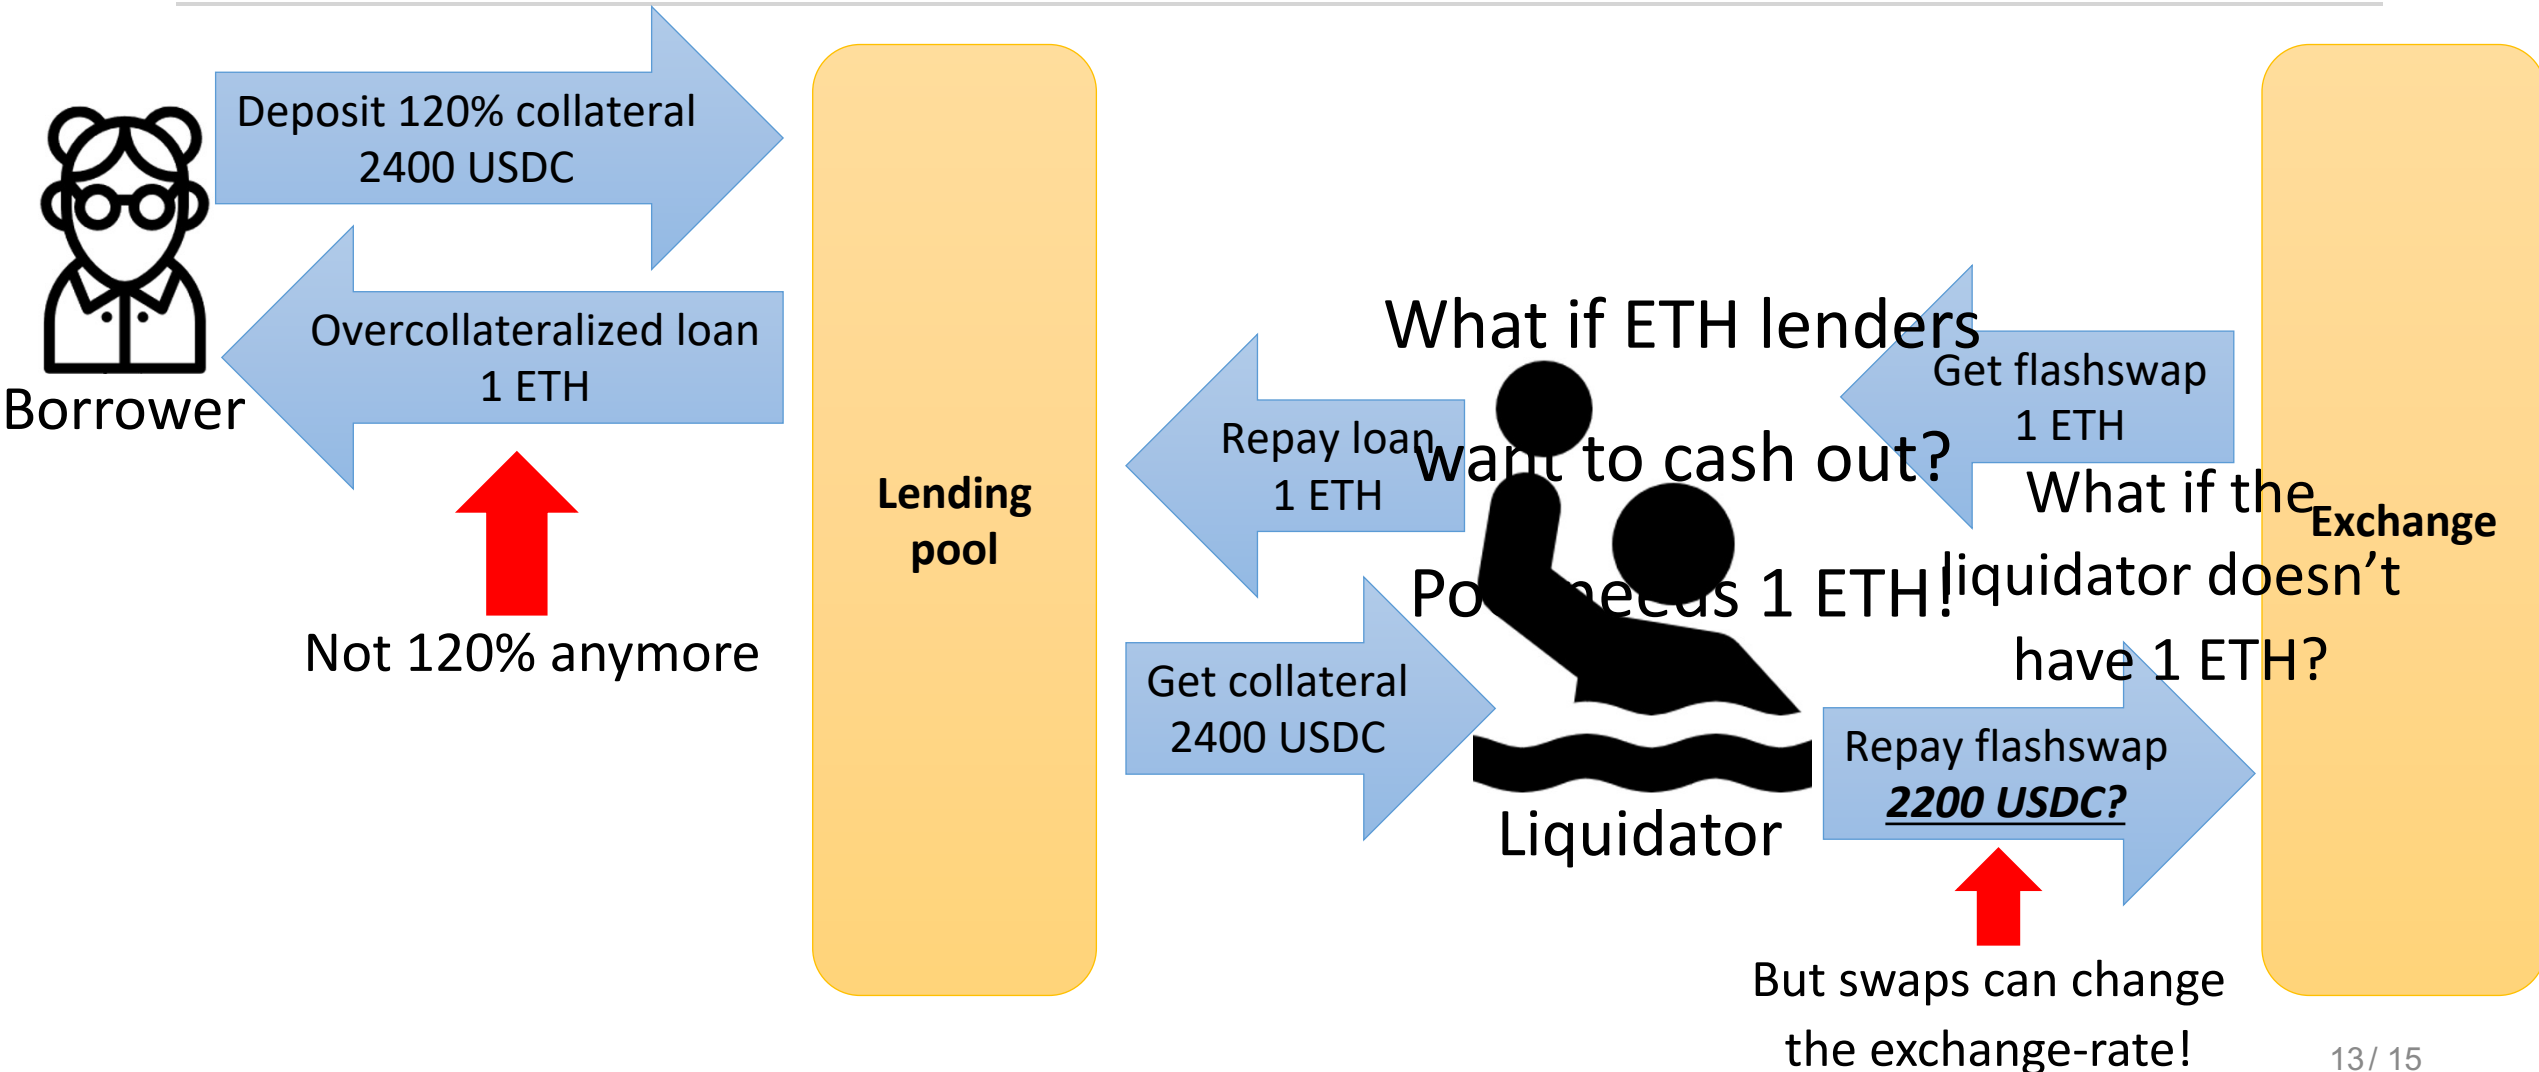 Deposit 120% collateral
2400 USDC
Overcollateralized loan
1 ETH
Borrower
Not 120% anymore
Lending
pool
What if ETH lenders
want to cash out?
Pool needs 1 ETH!
Repay loan
1 ETH
Get collateral
2400 USDC
Liquidator
Get flashswap
1 ETH
What if the
liquidator doesn’t
have 1 ETH?
Exchange
Repay flashswap
2200 USDC?
But swaps can change
the exchange-rate!
13/ 15